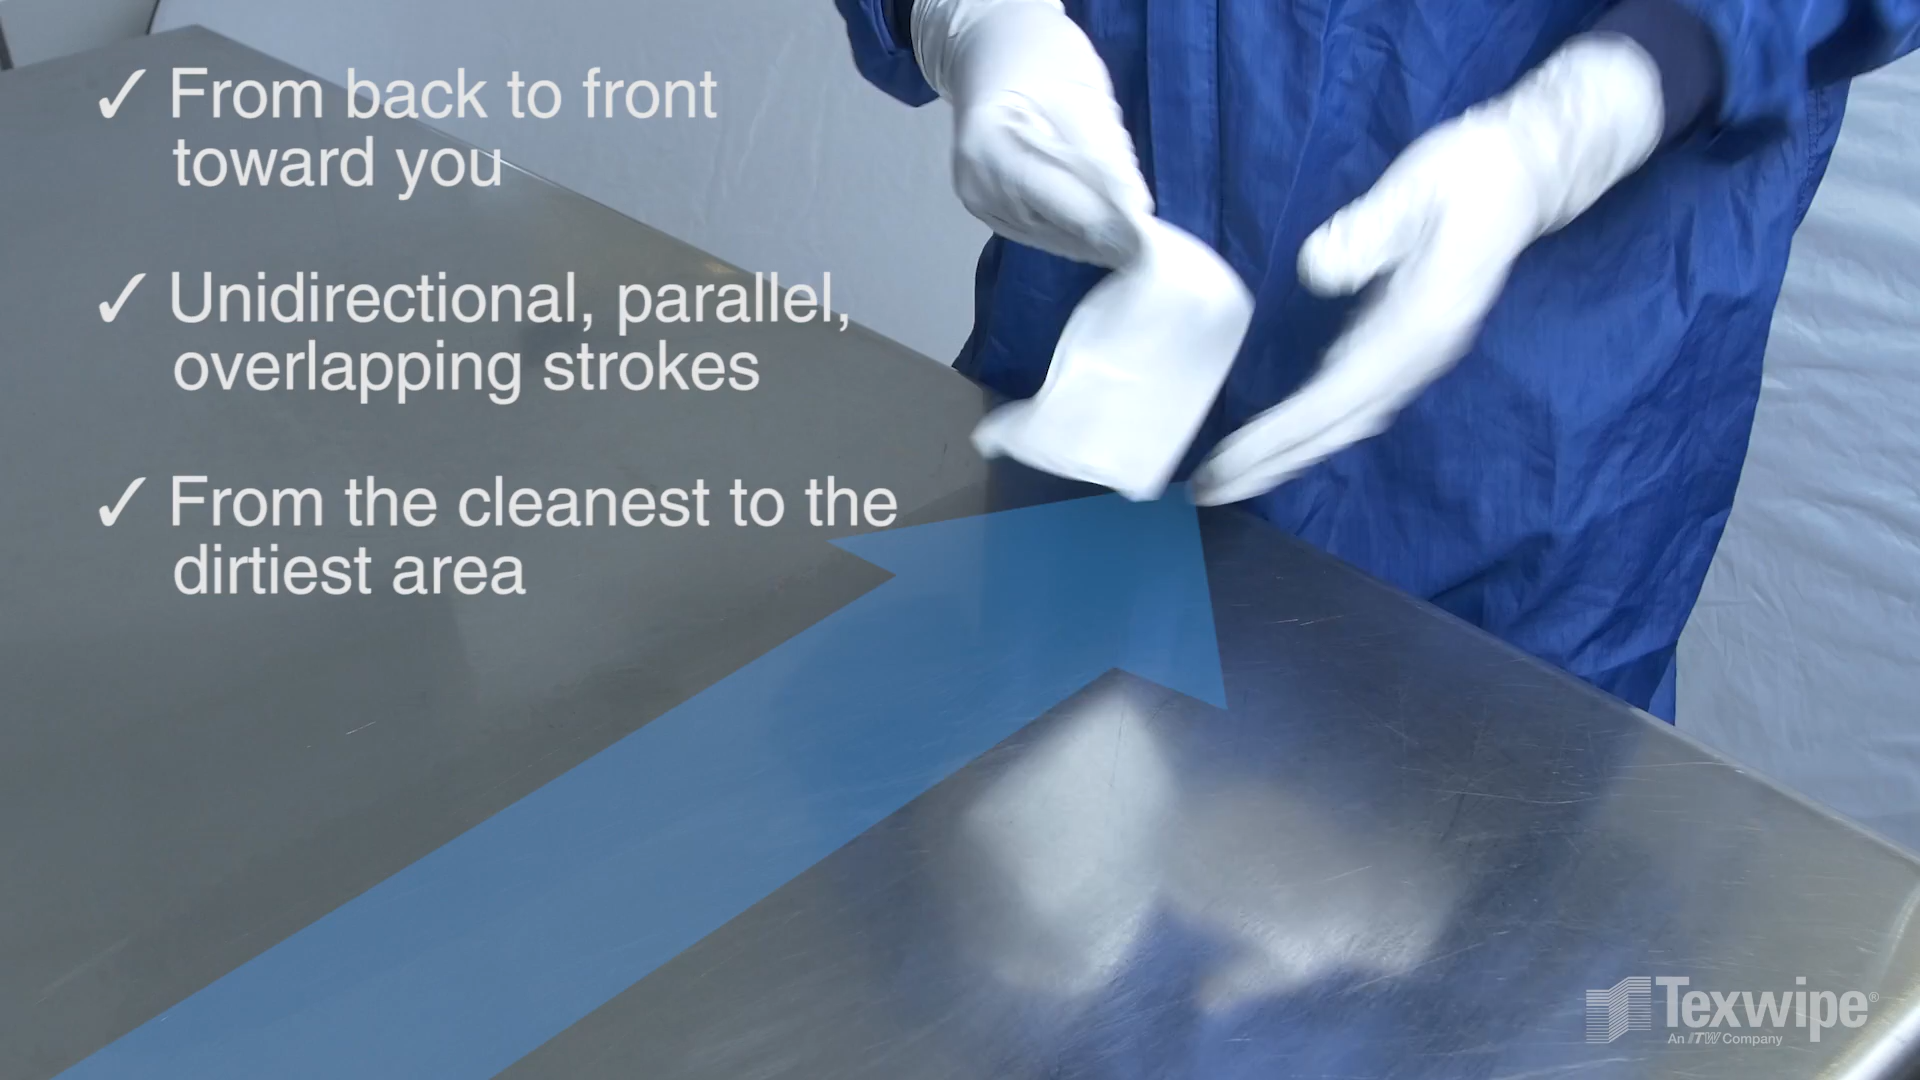 ✓ From back to front
toward you
✓ Unidirectional, parallel,
overlapping strokes
✓ From the cleanest to the
dirtiest area
Texwipe®
An ITW Company